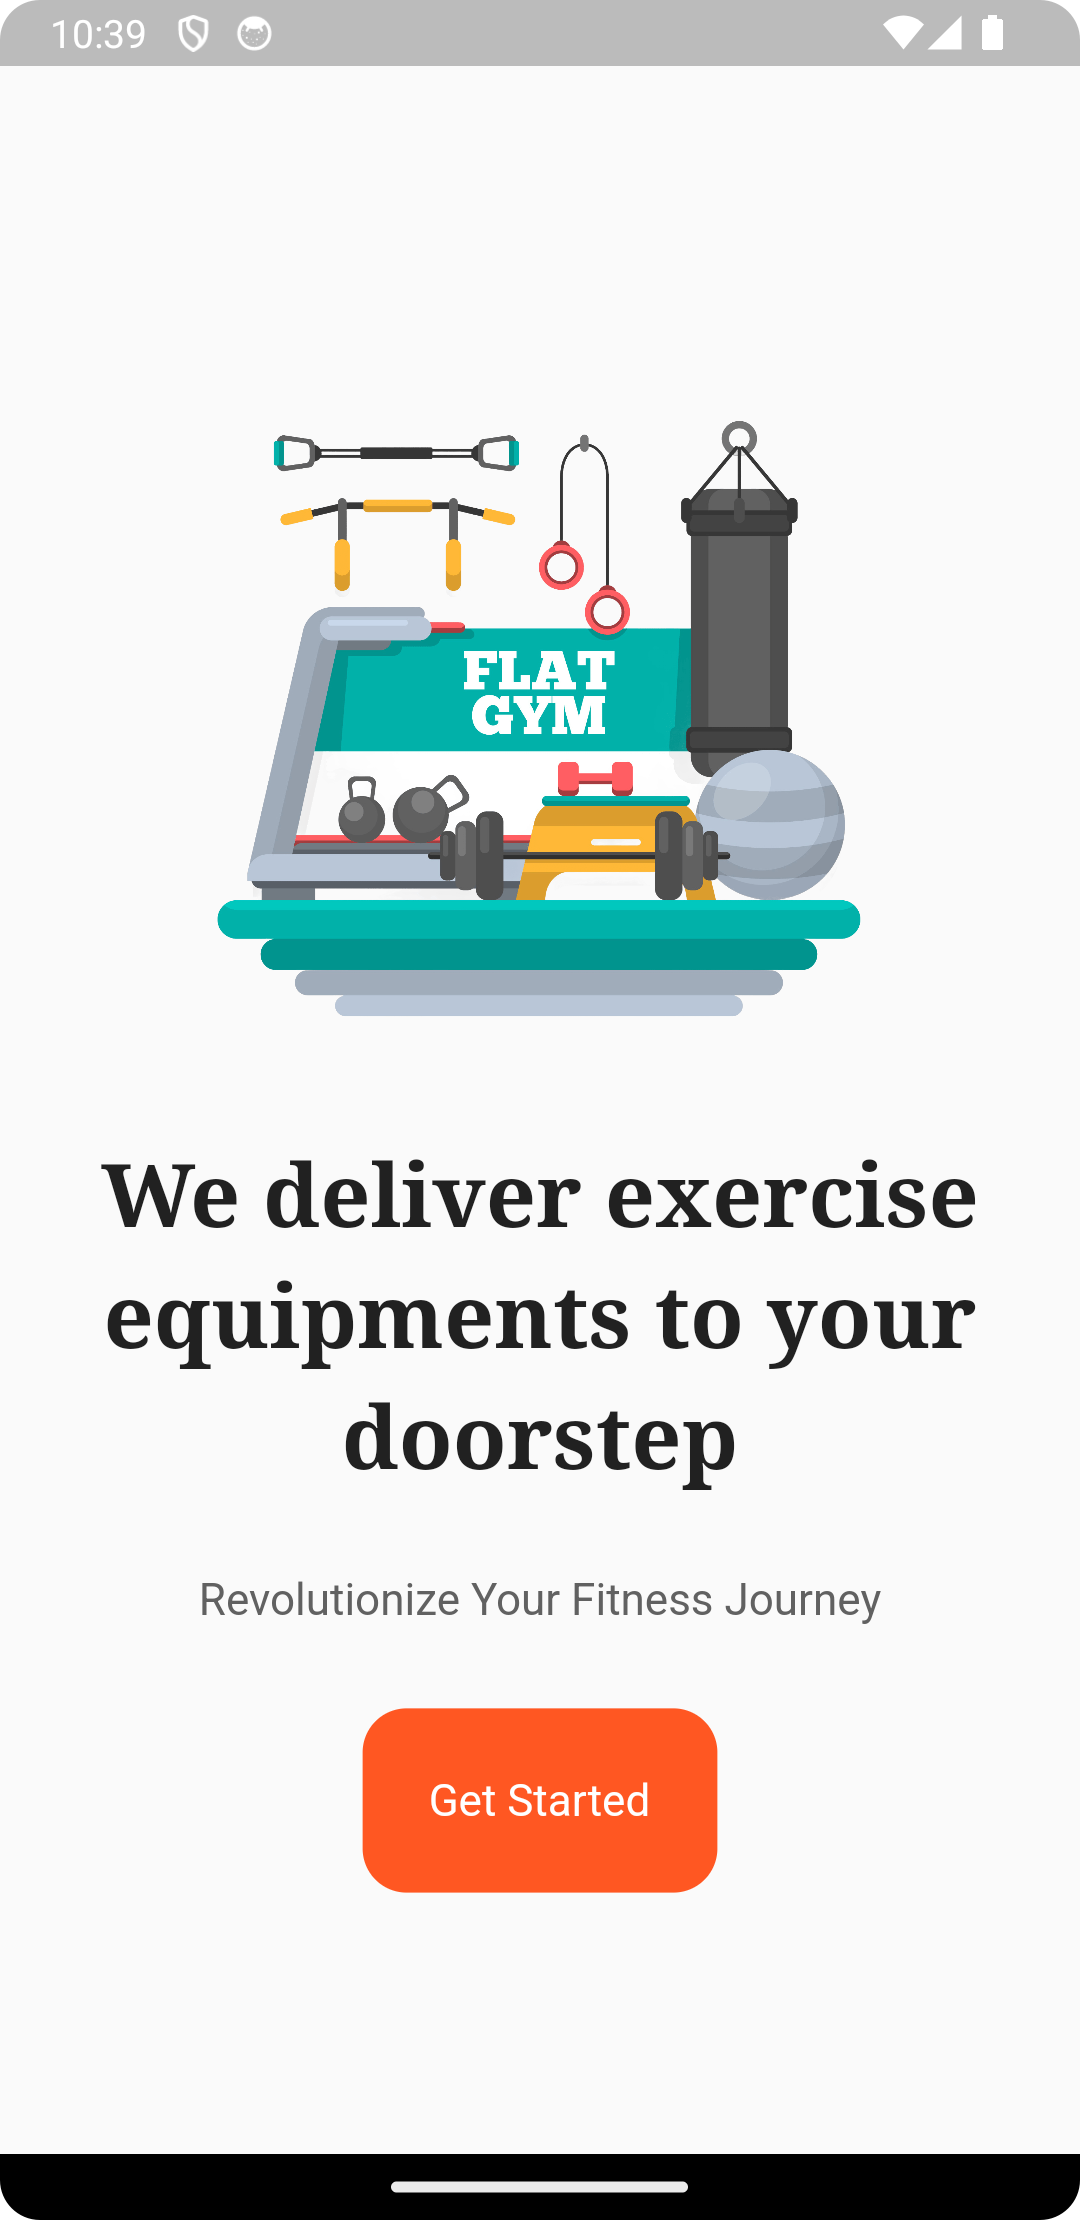 10:39
FLAT
GYM
We deliver exercise
equipments to your
doorstep
Revolutionize Your Fitness Journey
Get Started